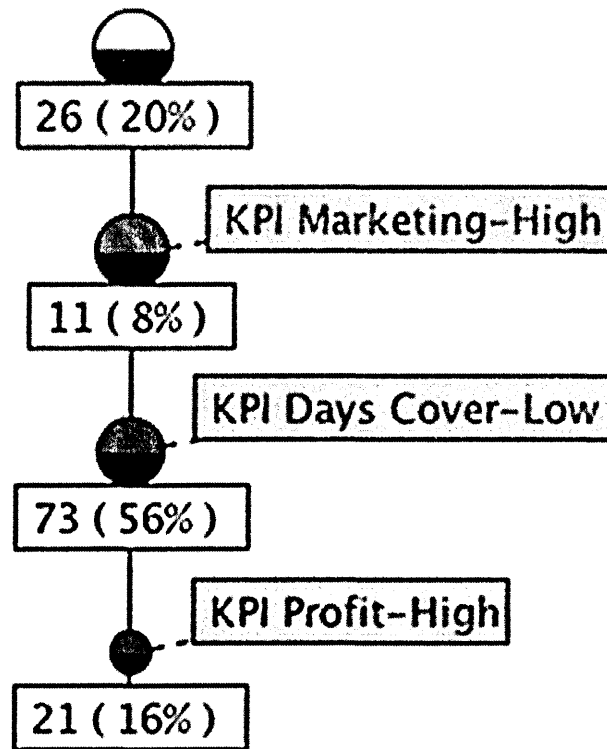 26 ( 20% )
KPI Marketing-High
11 ( 8% )
KPI Days Cover-Low
73 ( 56% )
KPI Profit-High
21 ( 16% )